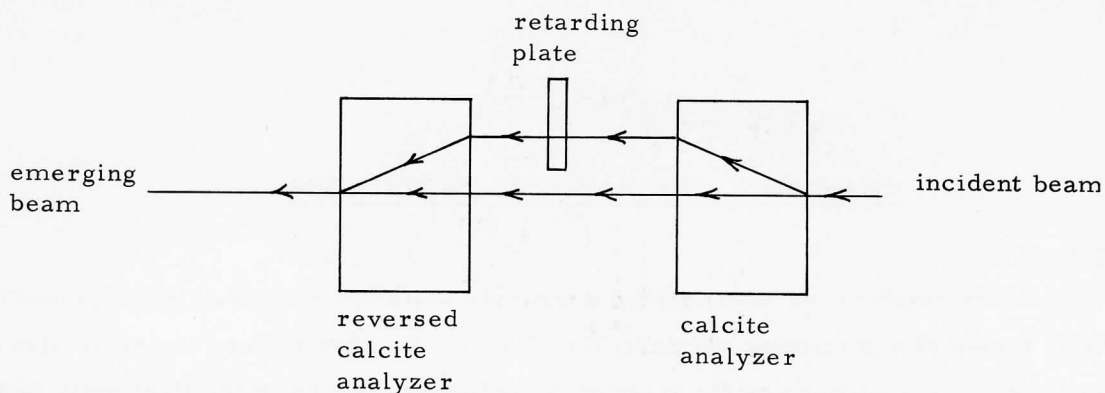 retarding
plate
emerging
beam
incident beam
reversed
calcite
analyzer
calcite
analyzer